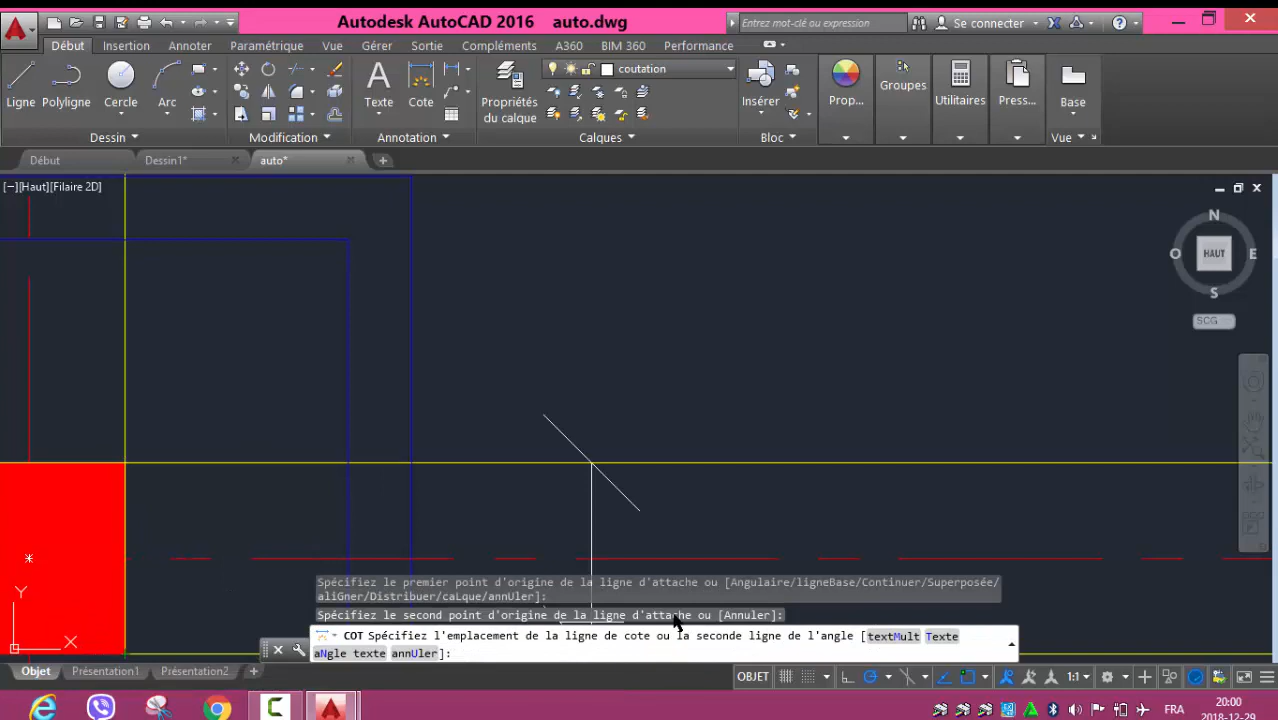 Autodesk AutoCAD 2016 auto.dwg
Entrez mot-clé ou expression
Se connecter
Début Insertion Annoter Paramétrique Vue Gérer Sortie Compléments A360 BIM 360 Performance
coutation
Ligne Polyligne Cercle Arc
Texte Cote
Propriétés
du calque
Insérer
Prop... Groupes Utilitaires Press... Base
Dessin Modification Annotation Calques Bloc Vue
Début Dessin1* auto*
[−][Haut][Filaire 2D]
N
O HAUT E
S
SCG
Y
X
Spécifiez le premier point d'origine de la ligne d'attache ou [Angulaire/ligneBase/Continuer/Superposée/
aliGner/Distribuer/caLque/annUler]:
Spécifiez le second point d'origine de la ligne d'attache ou [Annuler]:
COT Spécifiez l'emplacement de la ligne de cote ou la seconde ligne de l'angle [textMult Texte
aNgle texte annUler]:
Objet Présentation1 Présentation2
OBJET
1:1
FRA
20:00
2018-12-29